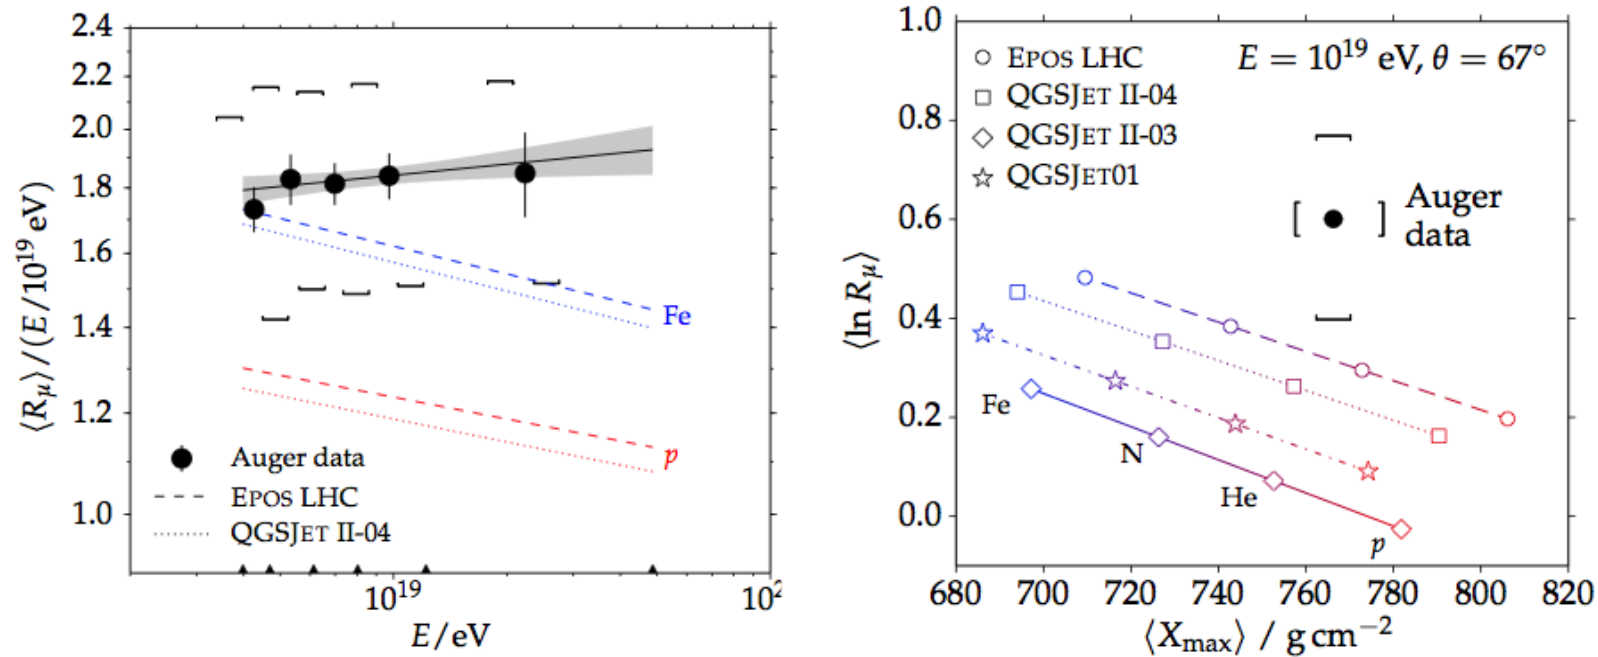 2.4
2.2
2.0
1.8
1.6
1.4
1.2
1.0
⟨Rμ⟩/(E/10¹⁹ eV)
Fe
p
Auger data
EPOS LHC
QGSJET II-04
10¹⁹
10²
E/eV
1.0
0.8
0.6
0.4
0.2
0.0
⟨ln Rμ⟩
EPOS LHC
QGSJET II-04
QGSJET II-03
QGSJET01
E = 10¹⁹ eV, θ = 67°
Auger
data
Fe
N
He
p
680 700 720 740 760 780 800 820
⟨Xmax⟩ / g cm⁻²